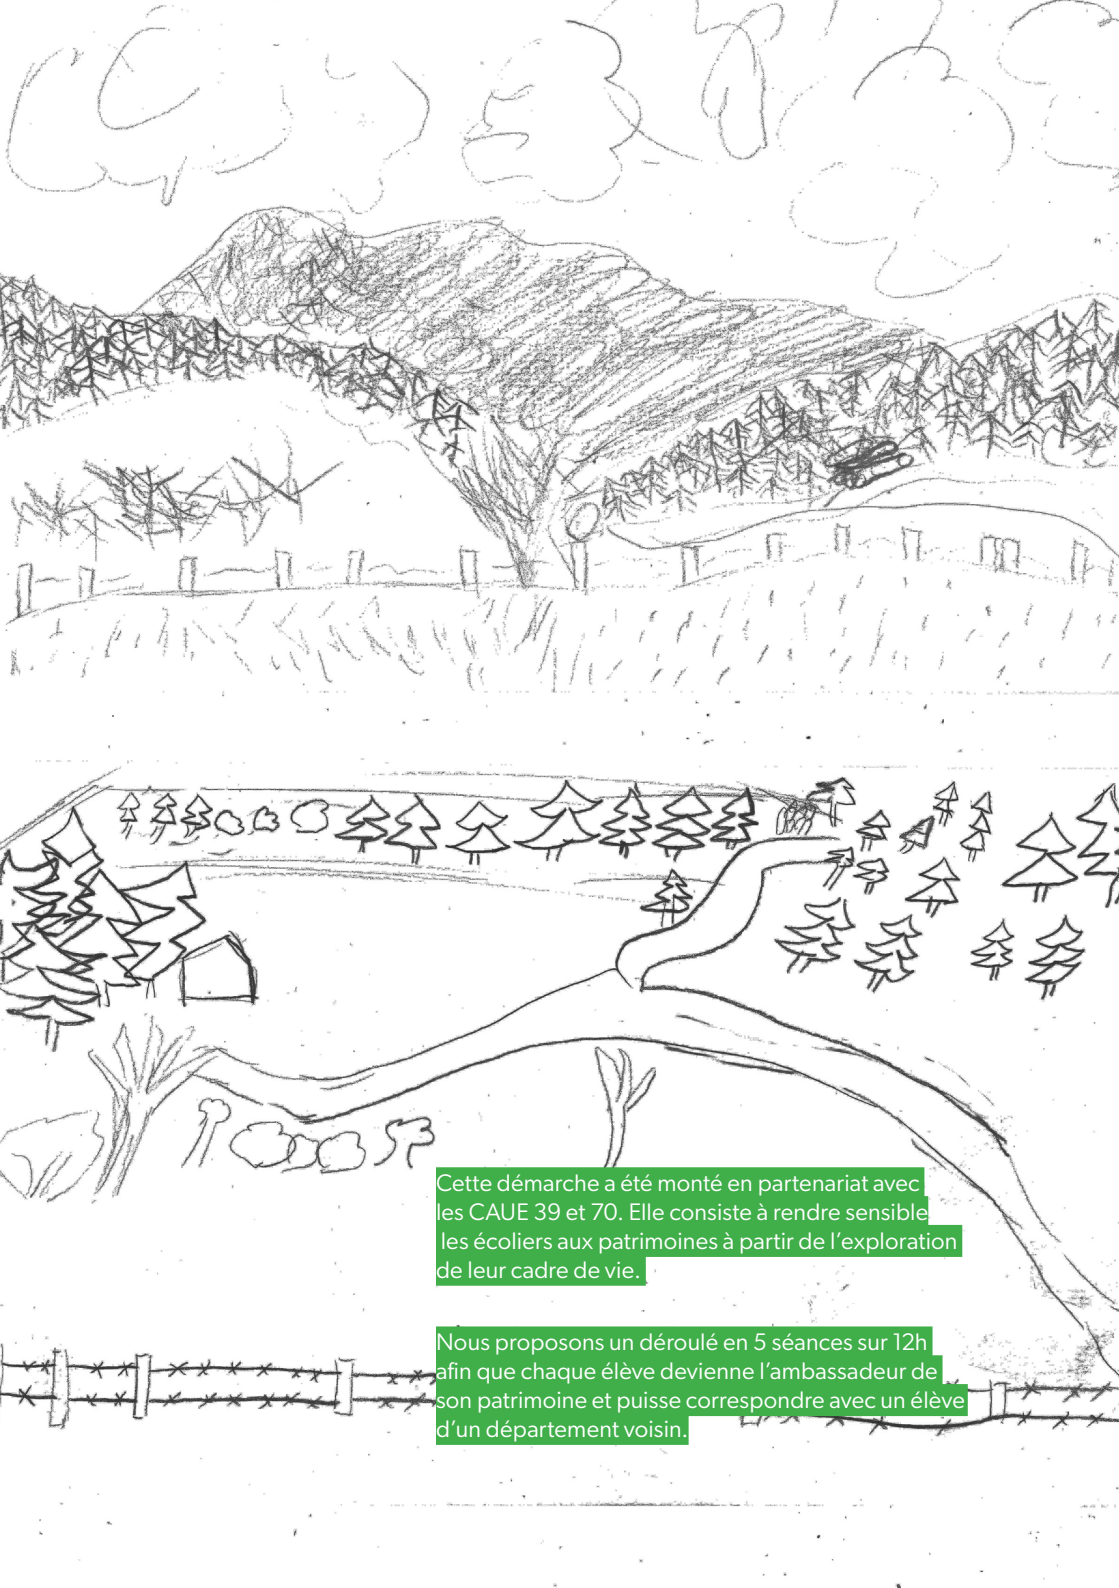 Cette démarche a été monté en partenariat avec
les CAUE 39 et 70. Elle consiste à rendre sensible
les écoliers aux patrimoines à partir de l’exploration
de leur cadre de vie.
Nous proposons un déroulé en 5 séances sur 12h
afin que chaque élève devienne l’ambassadeur de
son patrimoine et puisse correspondre avec un élève
d’un département voisin.